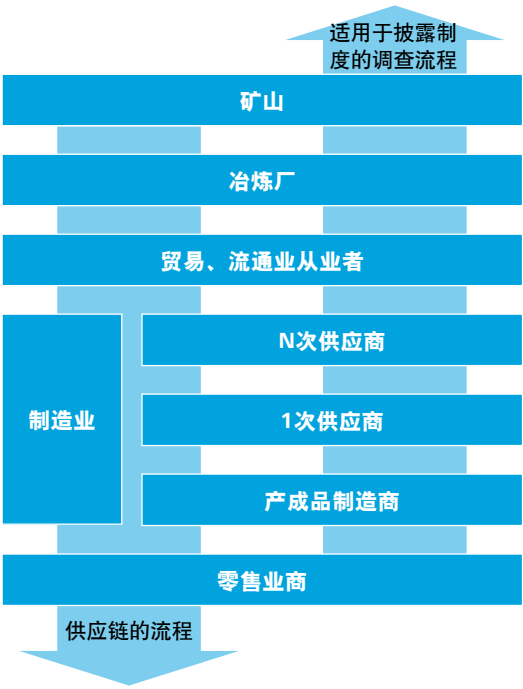 适用于披露制
度的调查流程
矿山
冶炼厂
贸易、流通业从业者
N次供应商
制造业
1次供应商
产成品制造商
零售业商
供应链的流程